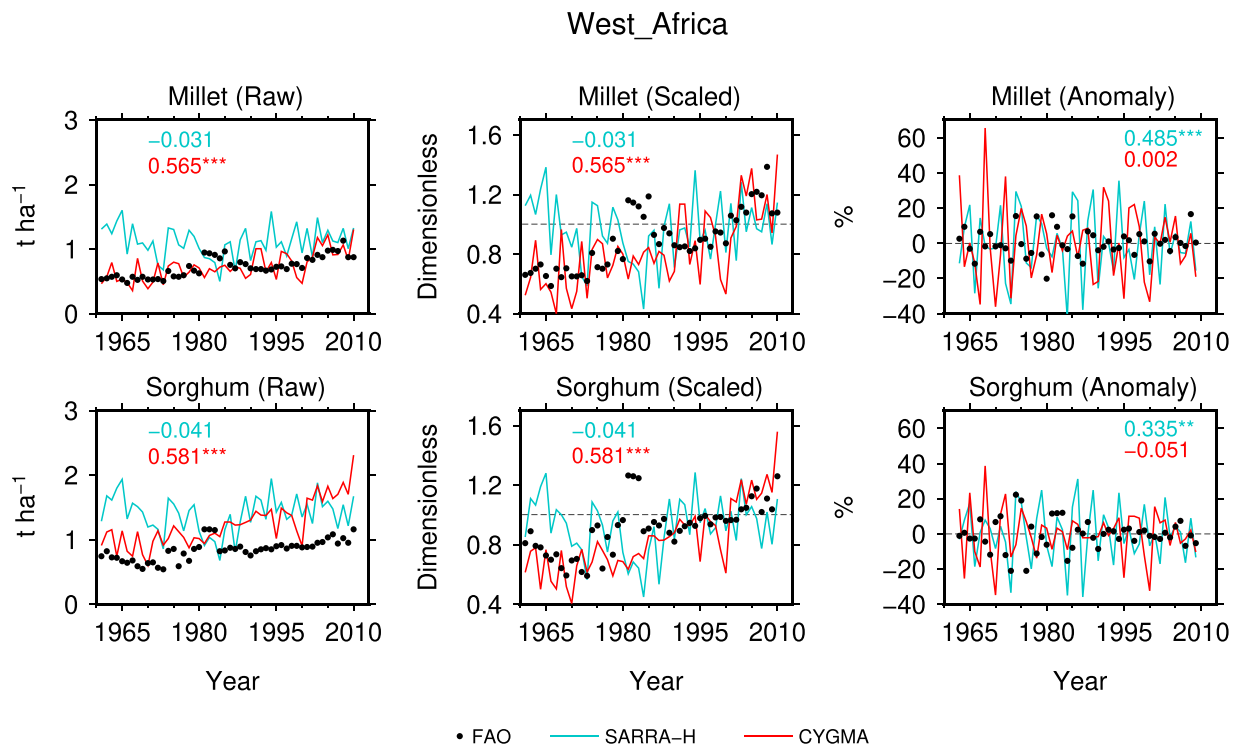 West_Africa
Millet (Raw)
Millet (Scaled)
Millet (Anomaly)
t ha−1
3
2
1
0
−0.031
0.565***
1965 1980 1995 2010
Dimensionless
1.6
1.2
0.8
0.4
−0.031
0.565***
1965 1980 1995 2010
%
60
40
20
0
−20
−40
0.485***
0.002
1965 1980 1995 2010
Sorghum (Raw)
Sorghum (Scaled)
Sorghum (Anomaly)
t ha−1
3
2
1
0
−0.041
0.581***
1965 1980 1995 2010
Year
Dimensionless
1.6
1.2
0.8
0.4
−0.041
0.581***
1965 1980 1995 2010
%
60
40
20
0
−20
−40
0.335**
−0.051
1965 1980 1995 2010
Year
FAO SARRA−H CYGMA